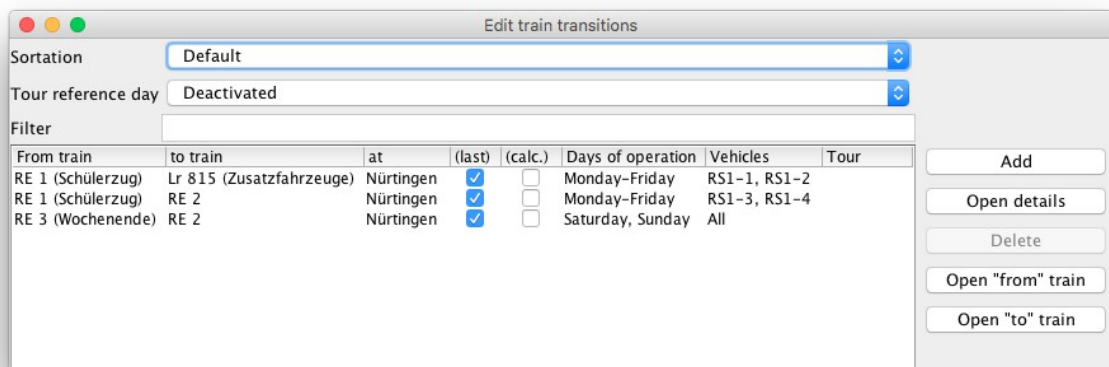 Edit train transitions
Sortation Default
Tour reference day Deactivated
Filter
From train to train at (last) (calc.) Days of operation Vehicles Tour
RE 1 (Schülerzug) Lr 815 (Zusatzfahrzeuge) Nürtingen Monday-Friday RS1-1, RS1-2
RE 1 (Schülerzug) RE 2 Nürtingen Monday-Friday RS1-3, RS1-4
RE 3 (Wochenende) RE 2 Nürtingen Saturday, Sunday All
Add
Open details
Delete
Open "from" train
Open "to" train